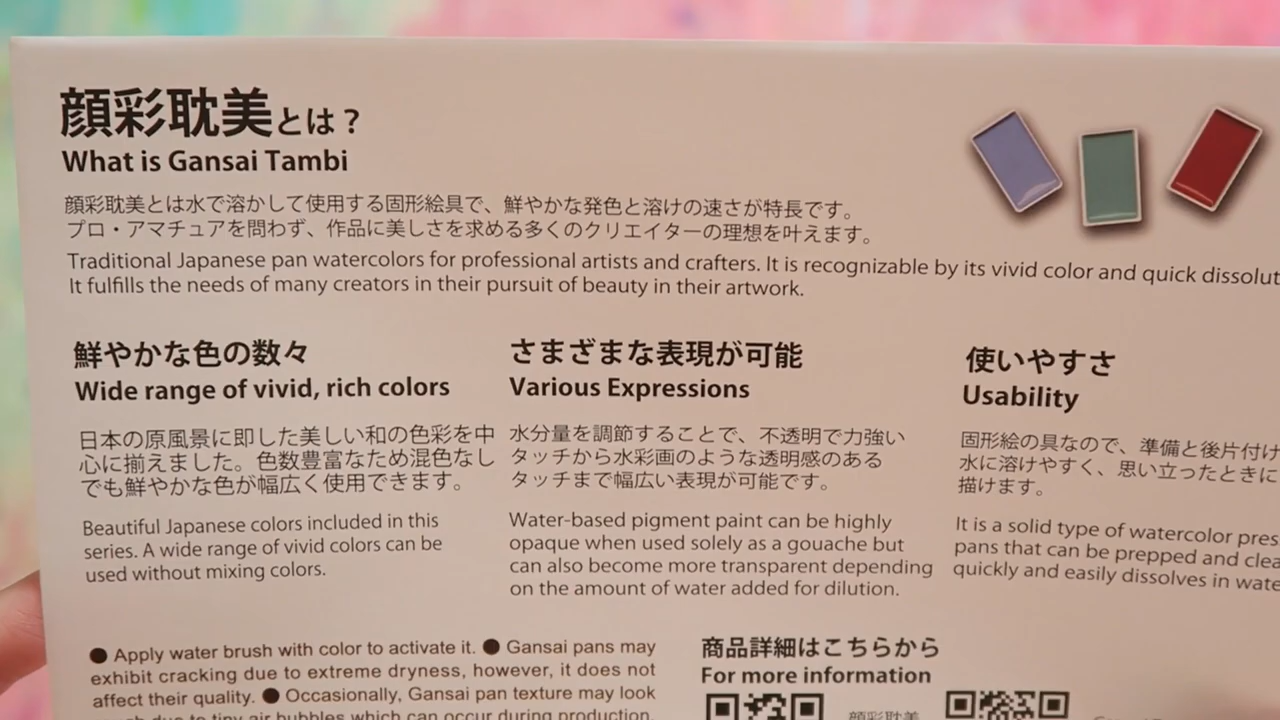 顔彩耽美とは？
What is Gansai Tambi
顔彩耽美とは水で溶かして使用する固形絵具で、鮮やかな発色と溶けの速さが特長です。
プロ・アマチュアを問わず、作品に美しさを求める多くのクリエイターの理想を叶えます。
Traditional Japanese pan watercolors for professional artists and crafters. It is recognizable by its vivid color and quick dissolut
It fulfills the needs of many creators in their pursuit of beauty in their artwork.
鮮やかな色の数々
Wide range of vivid, rich colors
日本の原風景に即した美しい和の色彩を中
心に揃えました。色数豊富なため混色なし
でも鮮やかな色が幅広く使用できます。
Beautiful Japanese colors included in this
series. A wide range of vivid colors can be
used without mixing colors.
さまざまな表現が可能
Various Expressions
水分量を調節することで、不透明で力強い
タッチから水彩画のような透明感のある
タッチまで幅広い表現が可能です。
Water-based pigment paint can be highly
opaque when used solely as a gouache but
can also become more transparent depending
on the amount of water added for dilution.
使いやすさ
Usability
固形絵の具なので、準備と後片付け
水に溶けやすく、思い立ったときに
描けます。
It is a solid type of watercolor pres
pans that can be prepped and clea
quickly and easily dissolves in wate
● Apply water brush with color to activate it. ● Gansai pans may
exhibit cracking due to extreme dryness, however, it does not
affect their quality. ● Occasionally, Gansai pan texture may look
due to tiny air bubbles which can occur during production.
商品詳細はこちらから
For more information
顔彩耽美